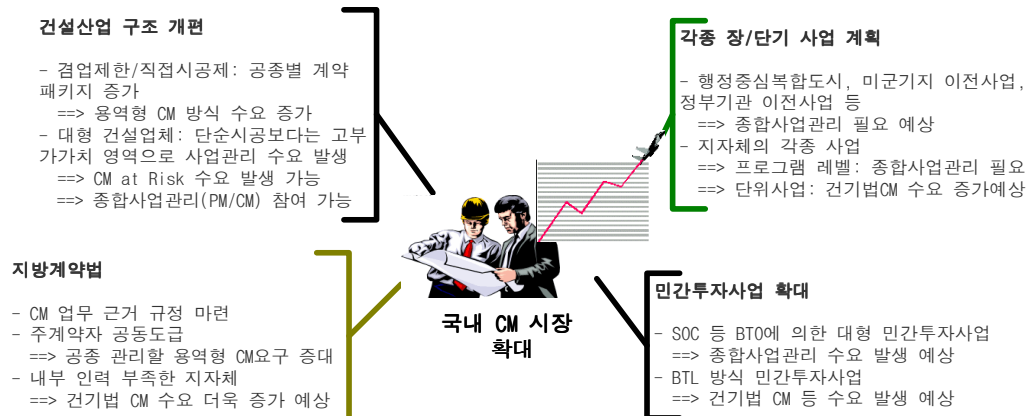 건설산업 구조 개편
- 겸업제한/직접시공제: 공종별 계약
패키지 증가
==> 용역형 CM 방식 수요 증가
- 대형 건설업체: 단순시공보다는 고부
가가치 영역으로 사업관리 수요 발생
==> CM at Risk 수요 발생 가능
==> 종합사업관리(PM/CM) 참여 가능
각종 장/단기 사업 계획
- 행정중심복합도시, 미군기지 이전사업,
정부기관 이전사업 등
==> 종합사업관리 필요 예상
- 지자체의 각종 사업
==> 프로그램 레벨: 종합사업관리 필요
==> 단위사업: 건기법CM 수요 증가예상
지방계약법
- CM 업무 근거 규정 마련
- 주계약자 공동도급
==> 공종 관리할 용역형 CM요구 증대
- 내부 인력 부족한 지자체
==> 건기법 CM 수요 더욱 증가 예상
국내 CM 시장
확대
민간투자사업 확대
- SOC 등 BTO에 의한 대형 민간투자사업
==> 종합사업관리 수요 발생 예상
- BTL 방식 민간투자사업
==> 건기법 CM 등 수요 발생 예상